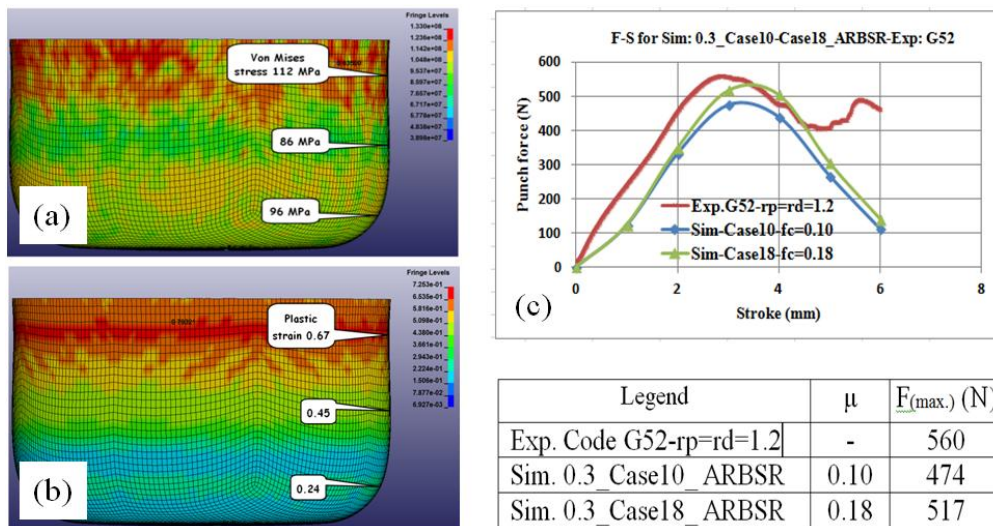 Fringe Levels
1.330e+08
1.236e+08
1.142e+08
1.048e+08
9.537e+07
8.597e+07
7.657e+07
6.717e+07
5.778e+07
4.838e+07
3.898e+07
Von Mises
stress 112 MPa
86 MPa
96 MPa
(a)
Fringe Levels
7.253e-01
6.535e-01
5.816e-01
5.098e-01
4.380e-01
3.661e-01
2.943e-01
2.224e-01
1.506e-01
7.877e-02
6.927e-03
Plastic
strain 0.67
0.45
0.24
(b)
F-S for Sim: 0.3_Case10-Case18_ARBSR-Exp: G52
Punch force (N)
600
500
400
300
200
100
0
Exp.G52-rp=rd=1.2
Sim-Case10-fc=0.10
Sim-Case18-fc=0.18
0 2 4 6 8
Stroke (mm)
(c)
Legend μ F(max.) (N)
Exp. Code G52-rp=rd=1.2 - 560
Sim. 0.3_Case10_ ARBSR 0.10 474
Sim. 0.3_Case18_ ARBSR 0.18 517